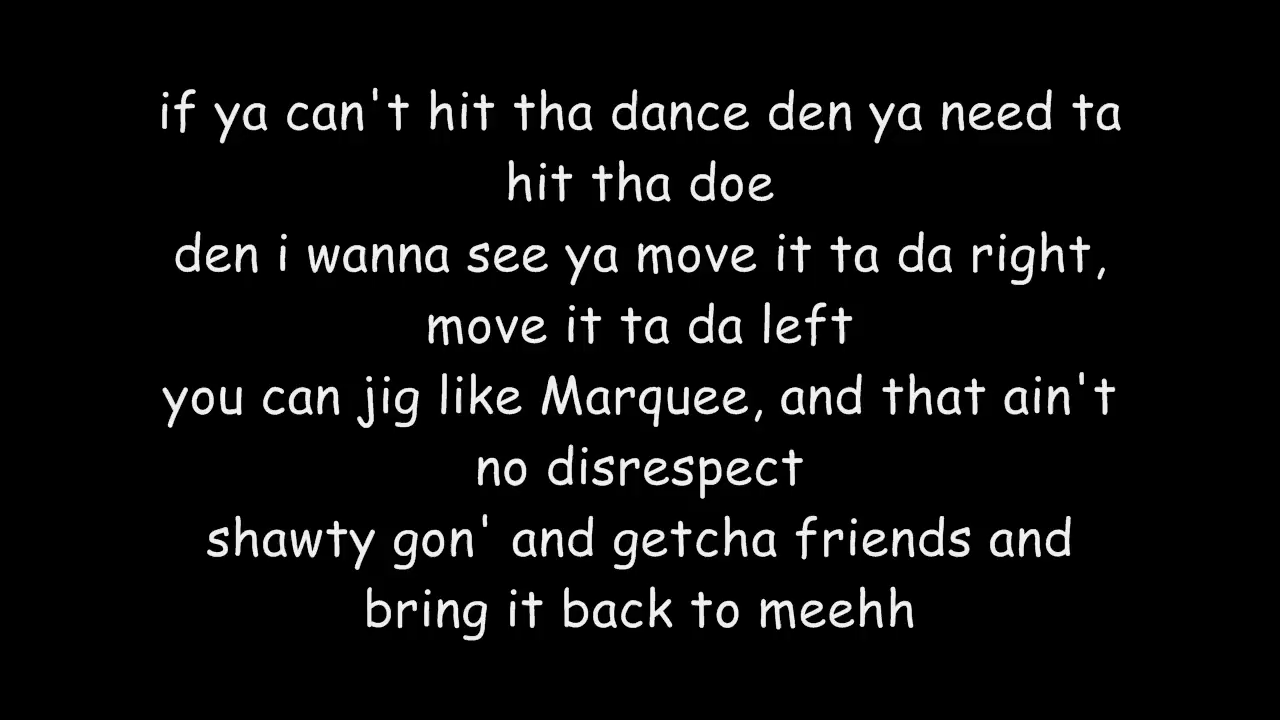 if ya can't hit tha dance den ya need ta
hit tha doe
den i wanna see ya move it ta da right,
move it ta da left
you can jig like Marquee, and that ain't
no disrespect
shawty gon' and getcha friends and
bring it back to meehh